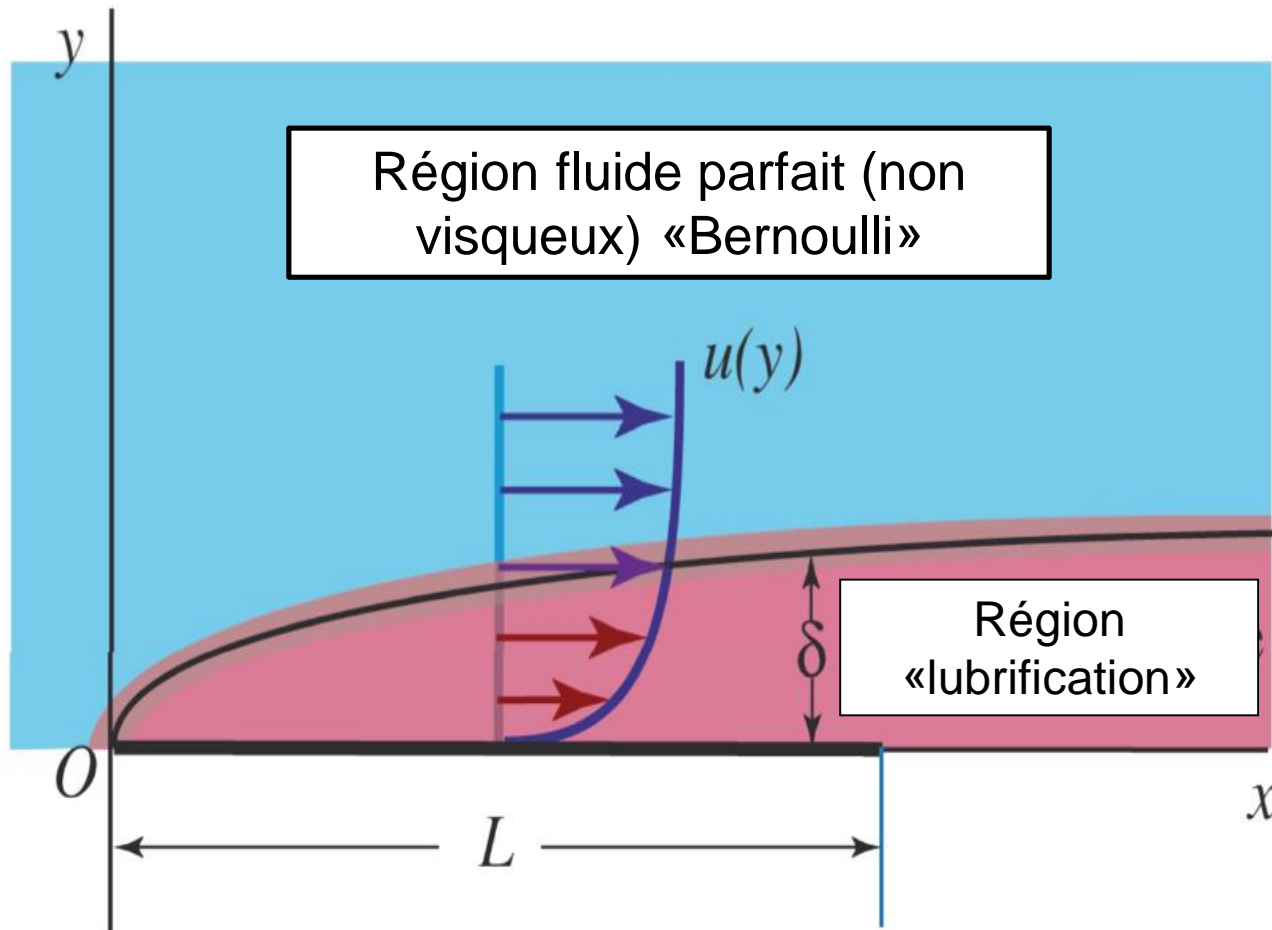 y
Région fluide parfait (non
visqueux) «Bernoulli»
u(y)
δ
Région
«lubrification»
O
x
L